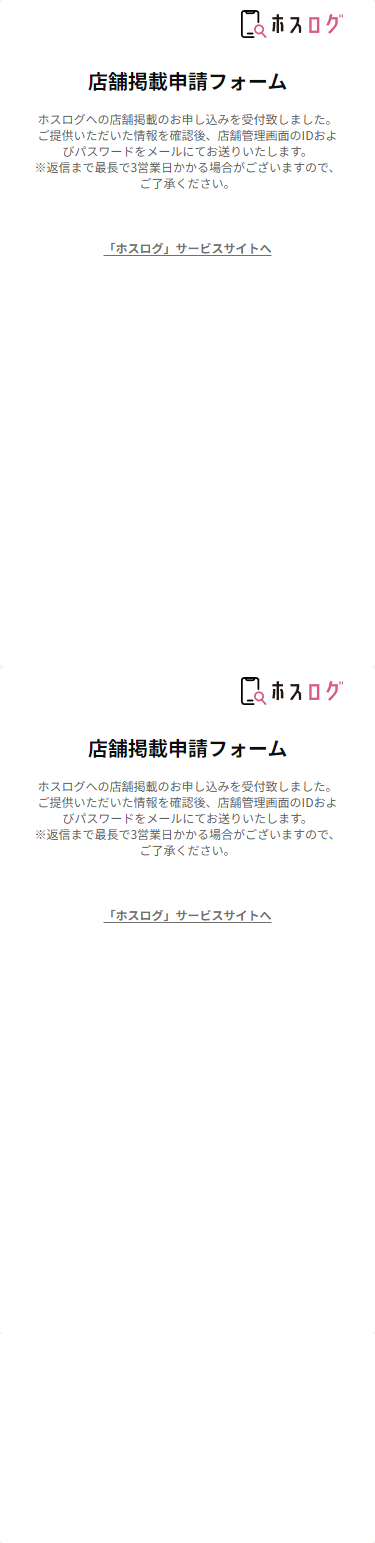 ホスログ
店舗掲載申請フォーム
ホスログへの店舗掲載のお申し込みを受付致しました。
ご提供いただいた情報を確認後、店舗管理画面のIDおよ
びパスワードをメールにてお送りいたします。
※返信まで最長で3営業日かかる場合がございますので、
ご了承ください。
「ホスログ」サービスサイトへ
ホスログ
店舗掲載申請フォーム
ホスログへの店舗掲載のお申し込みを受付致しました。
ご提供いただいた情報を確認後、店舗管理画面のIDおよ
びパスワードをメールにてお送りいたします。
※返信まで最長で3営業日かかる場合がございますので、
ご了承ください。
「ホスログ」サービスサイトへ